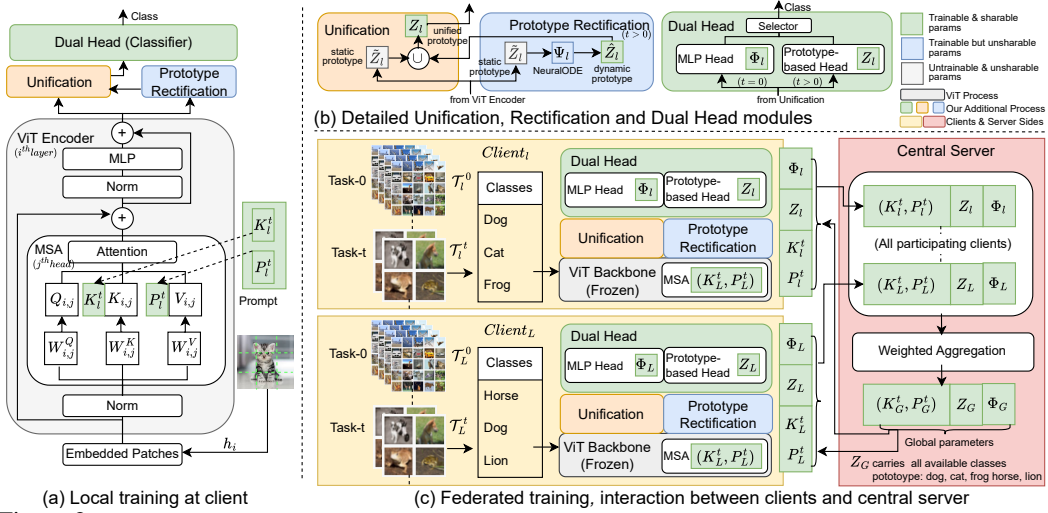 Class
Dual Head (Classifier)
Unification
Prototype
Rectification
ViT Encoder
(i^th layer)
+
MLP
Norm
+
MSA
(j^th head)
Attention
K_l^t
P_l^t
Prompt
Q_{i,j}
K_l^t
K_{i,j}
P_l^t
V_{i,j}
W_{i,j}^Q
W_{i,j}^K
W_{i,j}^V
Norm
Embedded Patches
h_i
(a) Local training at client
Unification
Z_l
unified
prototype
static
prototype
Z̃_l
∪
Prototype Rectification
(t>0)
static
prototype
Z̃_l
Ψ_l
NeuralODE
Ẑ_l
dynamic
prototype
from ViT Encoder
Class
Dual Head
Selector
MLP Head
Φ_l
Prototype-
based Head
Z_l
(t=0)
(t>0)
from Unification
Trainable & sharable
params
Trainable but unsharable
params
Untrainable & unsharable
params
ViT Process
Our Additional Process
Clients & Server Sides
(b) Detailed Unification, Rectification and Dual Head modules
Client_l
Task-0
T_l^0
Task-t
T_l^t
Classes
Dog
Cat
Frog
Dual Head
MLP Head
Φ_l
Prototype-
based Head
Z_l
Unification
Prototype
Rectification
ViT Backbone
(Frozen)
MSA
(K_L^t, P_L^t)
Φ_l
Z_l
K_l^t
P_l^t
Client_L
Task-0
T_L^0
Task-t
T_L^t
Classes
Horse
Dog
Lion
Dual Head
MLP Head
Φ_L
Prototype-
based Head
Z_L
Unification
Prototype
Rectification
ViT Backbone
(Frozen)
MSA
(K_L^t, P_L^t)
Φ_L
Z_L
K_L^t
P_L^t
Central Server
(K_l^t, P_l^t)
Z_l
Φ_l
(All participating clients)
(K_L^t, P_L^t)
Z_L
Φ_L
Weighted Aggregation
(K_G^t, P_G^t)
Z_G
Φ_G
Global parameters
Z_G carries all available classes
pototype: dog, cat, frog horse, lion
(c) Federated training, interaction between clients and central server